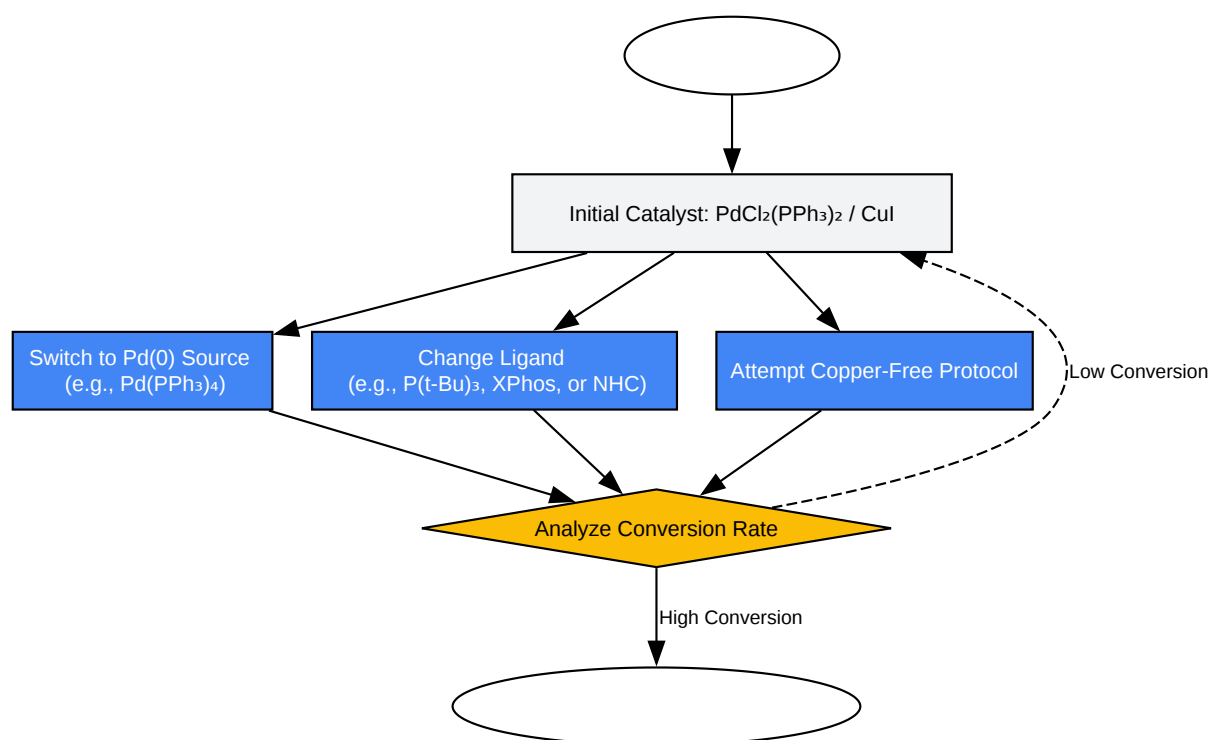 Initial Catalyst: PdCl₂(PPh₃)₂ / CuI
Switch to Pd(0) Source
(e.g., Pd(PPh₃)₄)
Change Ligand
(e.g., P(t-Bu)₃, XPhos, or NHC)
Attempt Copper-Free Protocol
Low Conversion
Analyze Conversion Rate
High Conversion